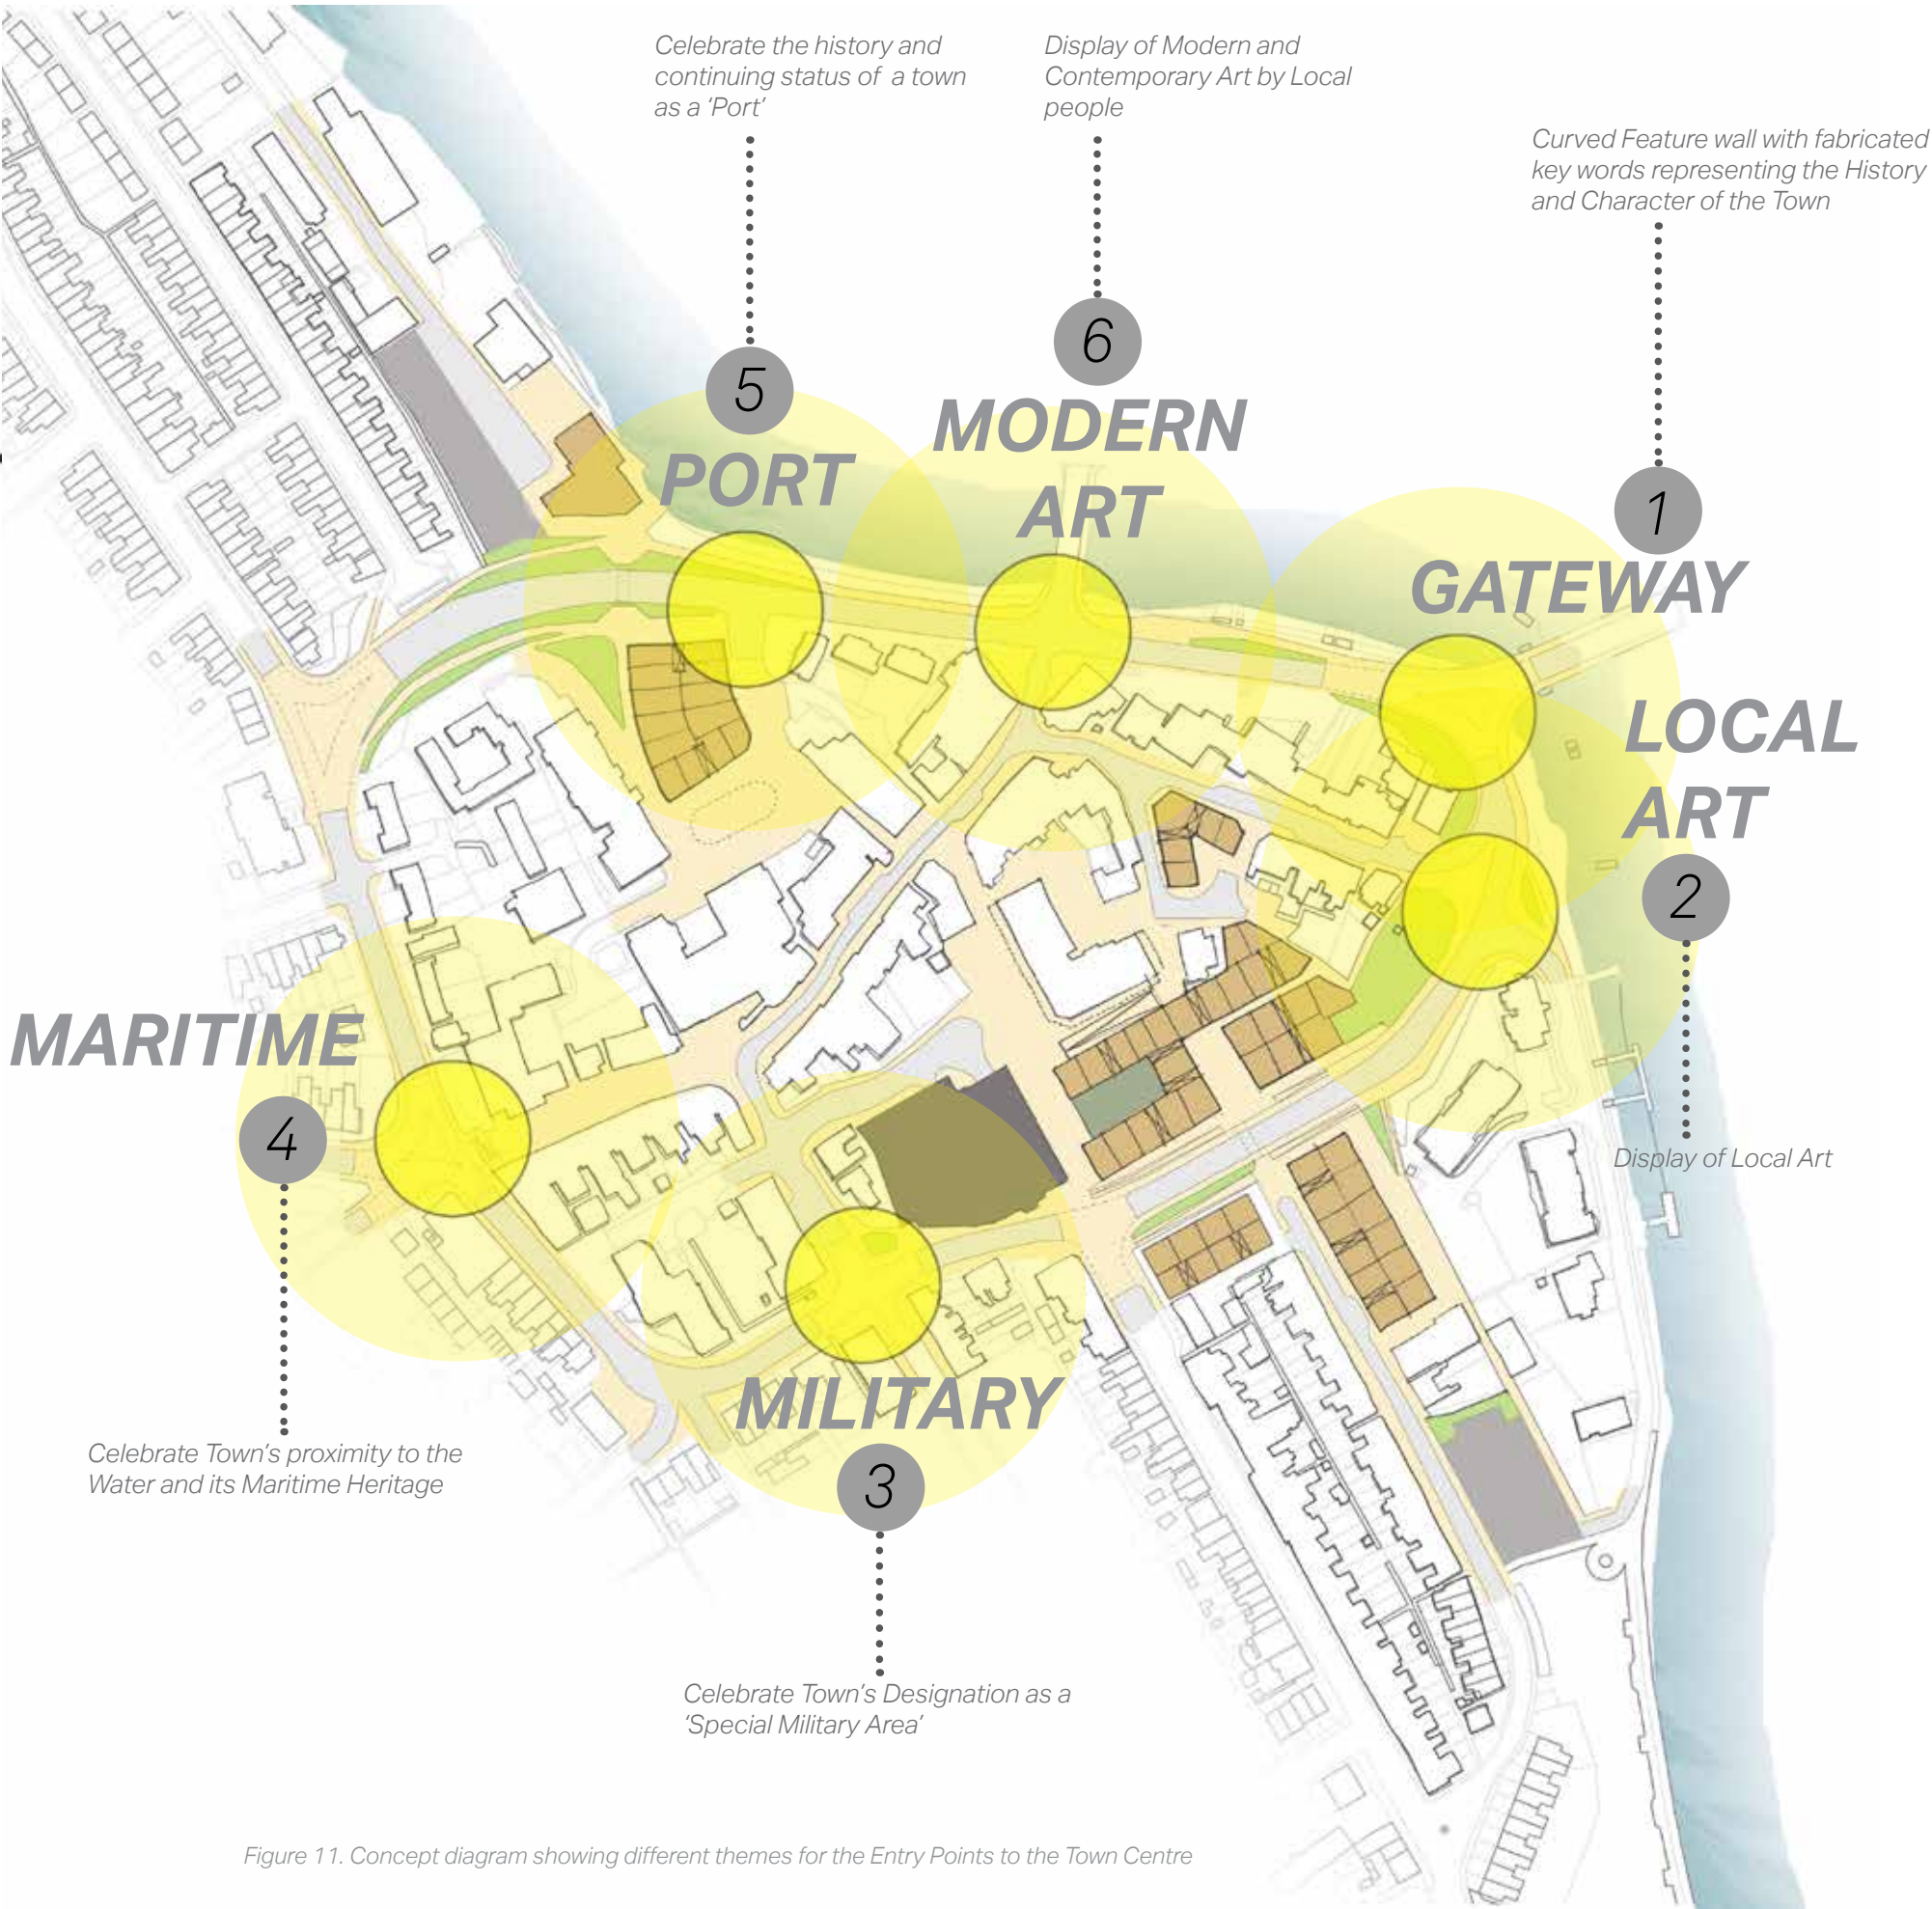 Celebrate the history and
continuing status of a town
as a ‘Port’
Display of Modern and
Contemporary Art by Local
people
Curved Feature wall with fabricated
key words representing the History
and Character of the Town
6
5
MODERN
ART
PORT
1
GATEWAY
LOCAL
ART
2
Display of Local Art
MARITIME
4
Celebrate Town’s proximity to the
Water and its Maritime Heritage
MILITARY
3
Celebrate Town’s Designation as a
‘Special Military Area’
Figure 11. Concept diagram showing different themes for the Entry Points to the Town Centre